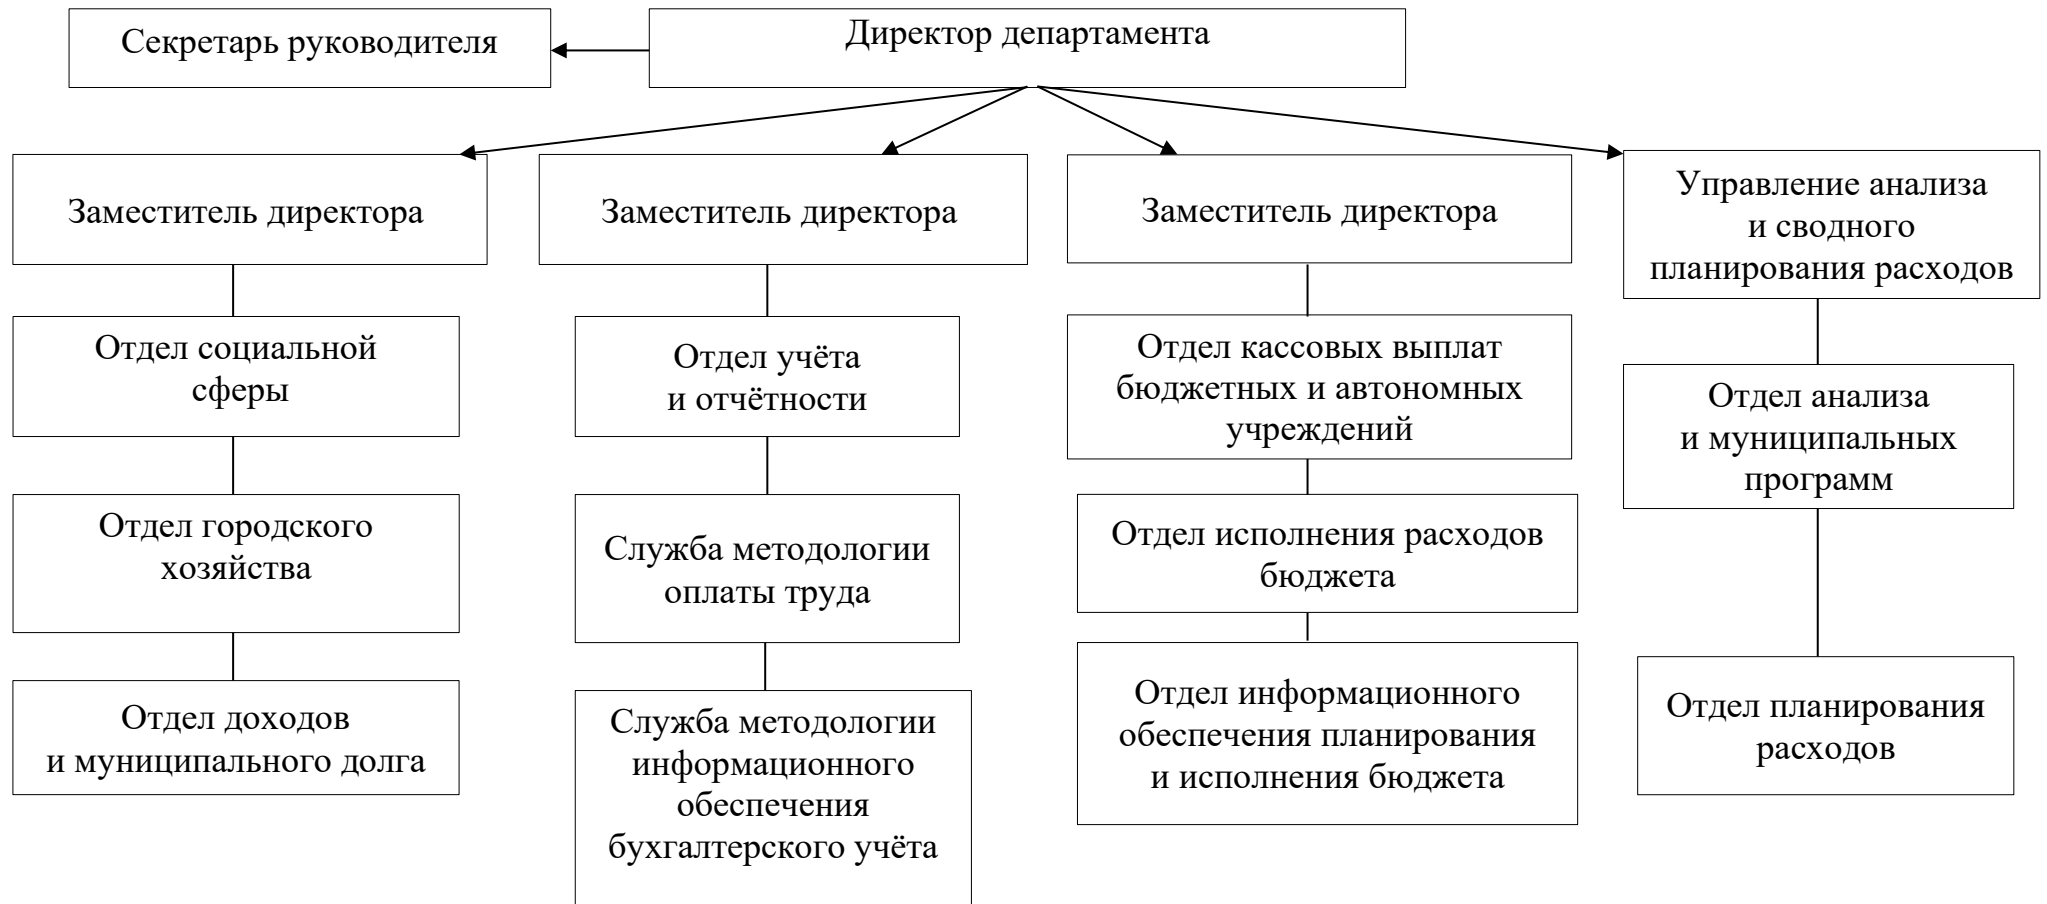 Секретарь руководителя
Директор департамента
Заместитель директора
Заместитель директора
Заместитель директора
Управление анализа
и сводного
планирования расходов
Отдел социальной
сферы
Отдел учёта
и отчётности
Отдел кассовых выплат
бюджетных и автономных
учреждений
Отдел анализа
и муниципальных
программ
Отдел городского
хозяйства
Служба методологии
оплаты труда
Отдел исполнения расходов
бюджета
Отдел доходов
и муниципального долга
Служба методологии
информационного
обеспечения
бухгалтерского учёта
Отдел информационного
обеспечения планирования
и исполнения бюджета
Отдел планирования
расходов